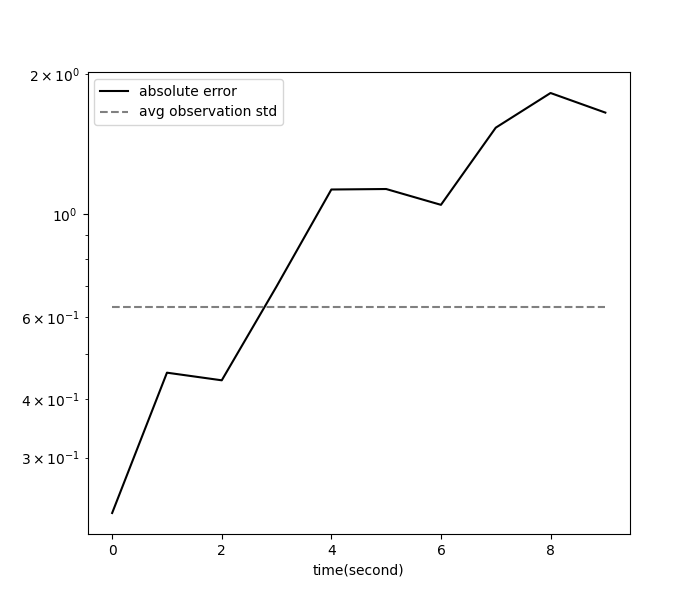 absolute error
avg observation std
2 × 10⁰
10⁰
6 × 10⁻¹
4 × 10⁻¹
3 × 10⁻¹
0 2 4 6 8
time(second)